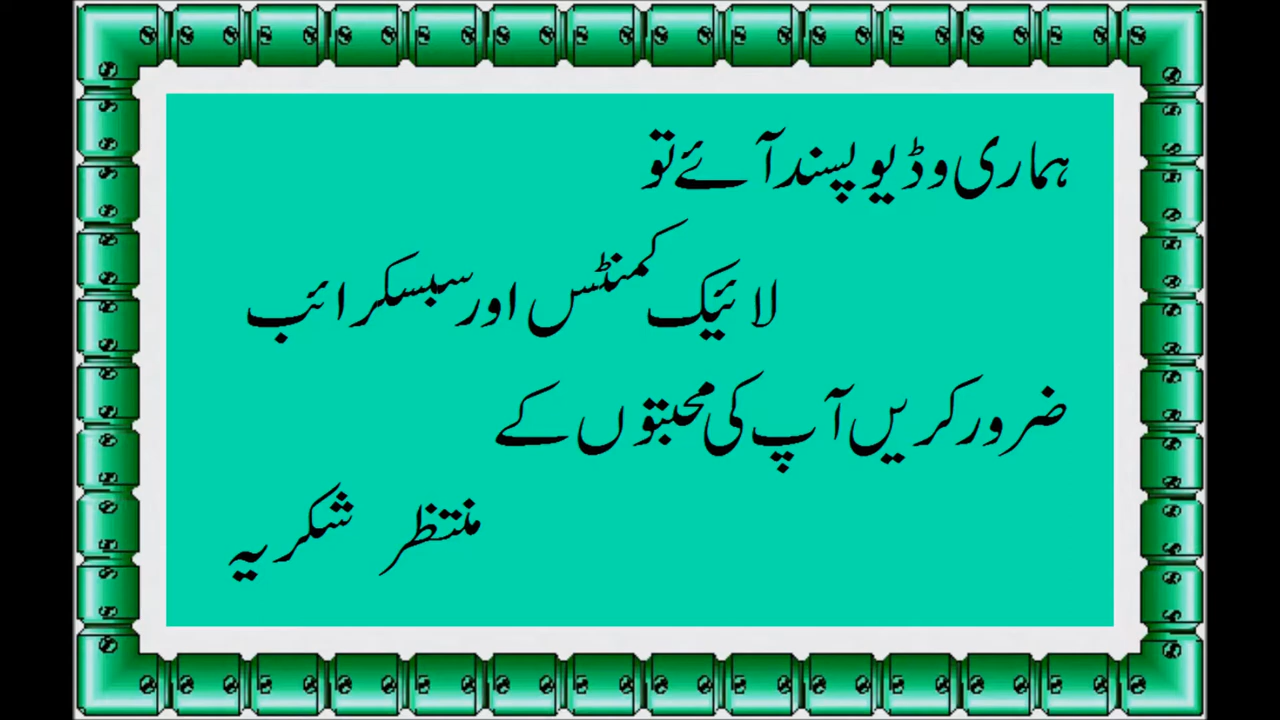 ہماری وڈیو پسند آئے تو
لائیک کمنٹس اور سبسکرائب
ضرور کریں آپ کی محبتوں کے
منتظر شکریہ